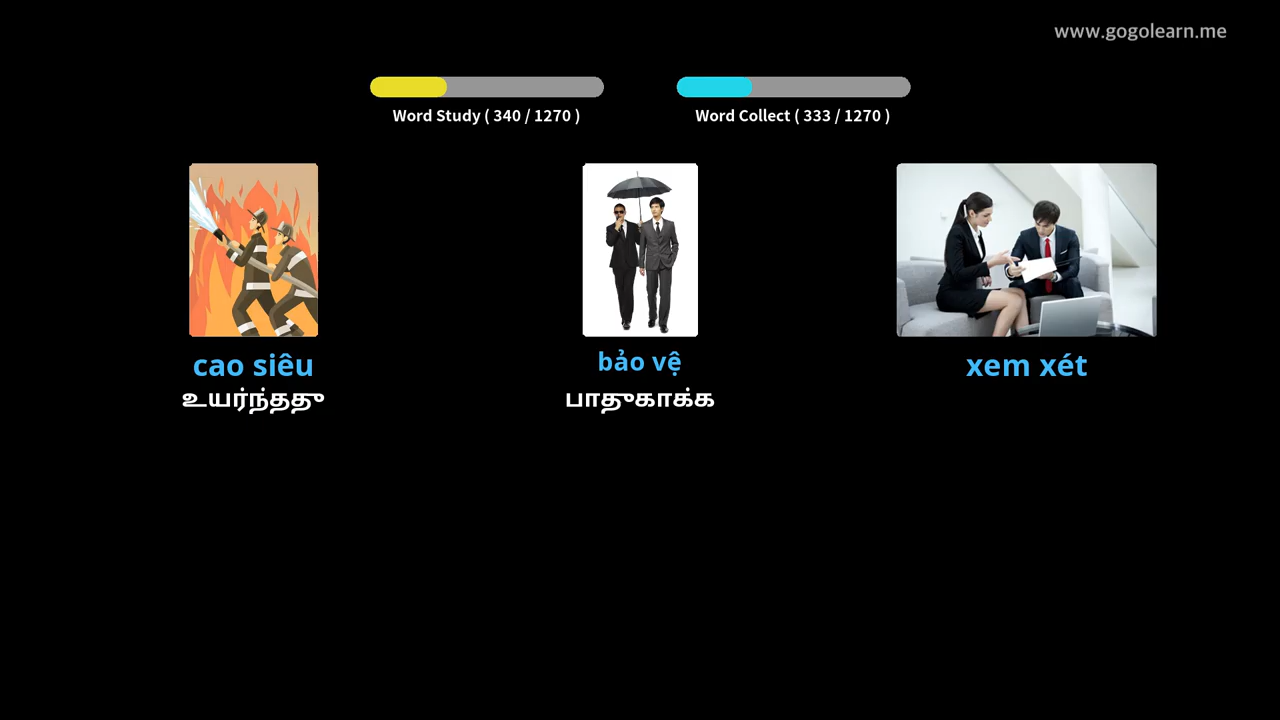 www.gogolearn.me
Word Study ( 340 / 1270 )
Word Collect ( 333 / 1270 )
cao siêu
உயர்ந்தது
bảo vệ
பாதுகாக்க
xem xét